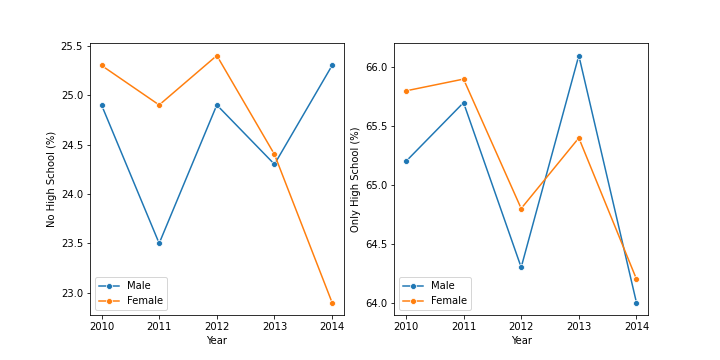 No High School (%)
25.5
25.0
24.5
24.0
23.5
23.0
2010 2011 2012 2013 2014
Year
Male
Female
Only High School (%)
66.0
65.5
65.0
64.5
64.0
2010 2011 2012 2013 2014
Year
Male
Female